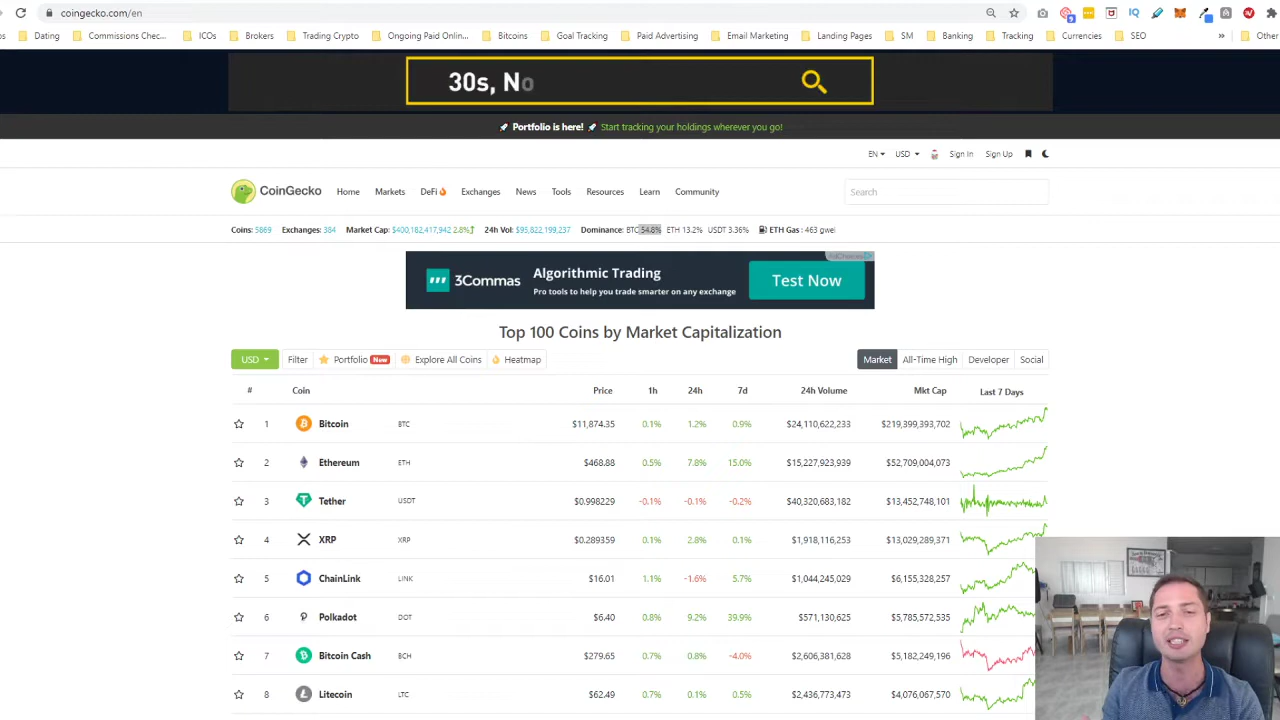 coingecko.com/en
Dating Commissions Chec... ICOs Brokers Trading Crypto Ongoing Paid Onlin... Bitcoins Goal Tracking Paid Advertising Email Marketing Landing Pages SM Banking Tracking Currencies SEO » Other
30s, No
Portfolio is here! Start tracking your holdings wherever you go!
EN USD Sign In Sign Up
CoinGecko Home Markets DeFi Exchanges News Tools Resources Learn Community Search
Coins: 5869 Exchanges: 384 Market Cap: $400,182,417,942 2.8% 24h Vol: $95,822,199,237 Dominance: BTC 54.8% ETH 13.2% USDT 3.36% ETH Gas: 463 gwei
AdChoices
3Commas Algorithmic Trading Test Now
Pro tools to help you trade smarter on any exchange
Top 100 Coins by Market Capitalization
USD Filter Portfolio New Explore All Coins Heatmap Market All-Time High Developer Social
# Coin Price 1h 24h 7d 24h Volume Mkt Cap Last 7 Days
1 Bitcoin BTC $11,874.35 0.1% 1.2% 0.9% $24,110,622,233 $219,399,393,702
2 Ethereum ETH $468.88 0.5% 7.8% 15.0% $15,227,923,939 $52,709,004,073
3 Tether USDT $0.998229 -0.1% -0.1% -0.2% $40,320,683,182 $13,452,748,101
4 XRP XRP $0.289359 0.1% 2.8% 0.1% $1,918,116,253 $13,029,289,371
5 ChainLink LINK $16.01 1.1% -1.6% 5.7% $1,044,245,029 $6,155,328,257
6 Polkadot DOT $6.40 0.8% 9.2% 39.9% $571,130,625 $5,785,572,535
7 Bitcoin Cash BCH $279.65 0.7% 0.8% -4.0% $2,606,381,628 $5,182,249,196
8 Litecoin LTC $62.49 0.7% 0.1% 0.5% $2,436,773,473 $4,076,067,570